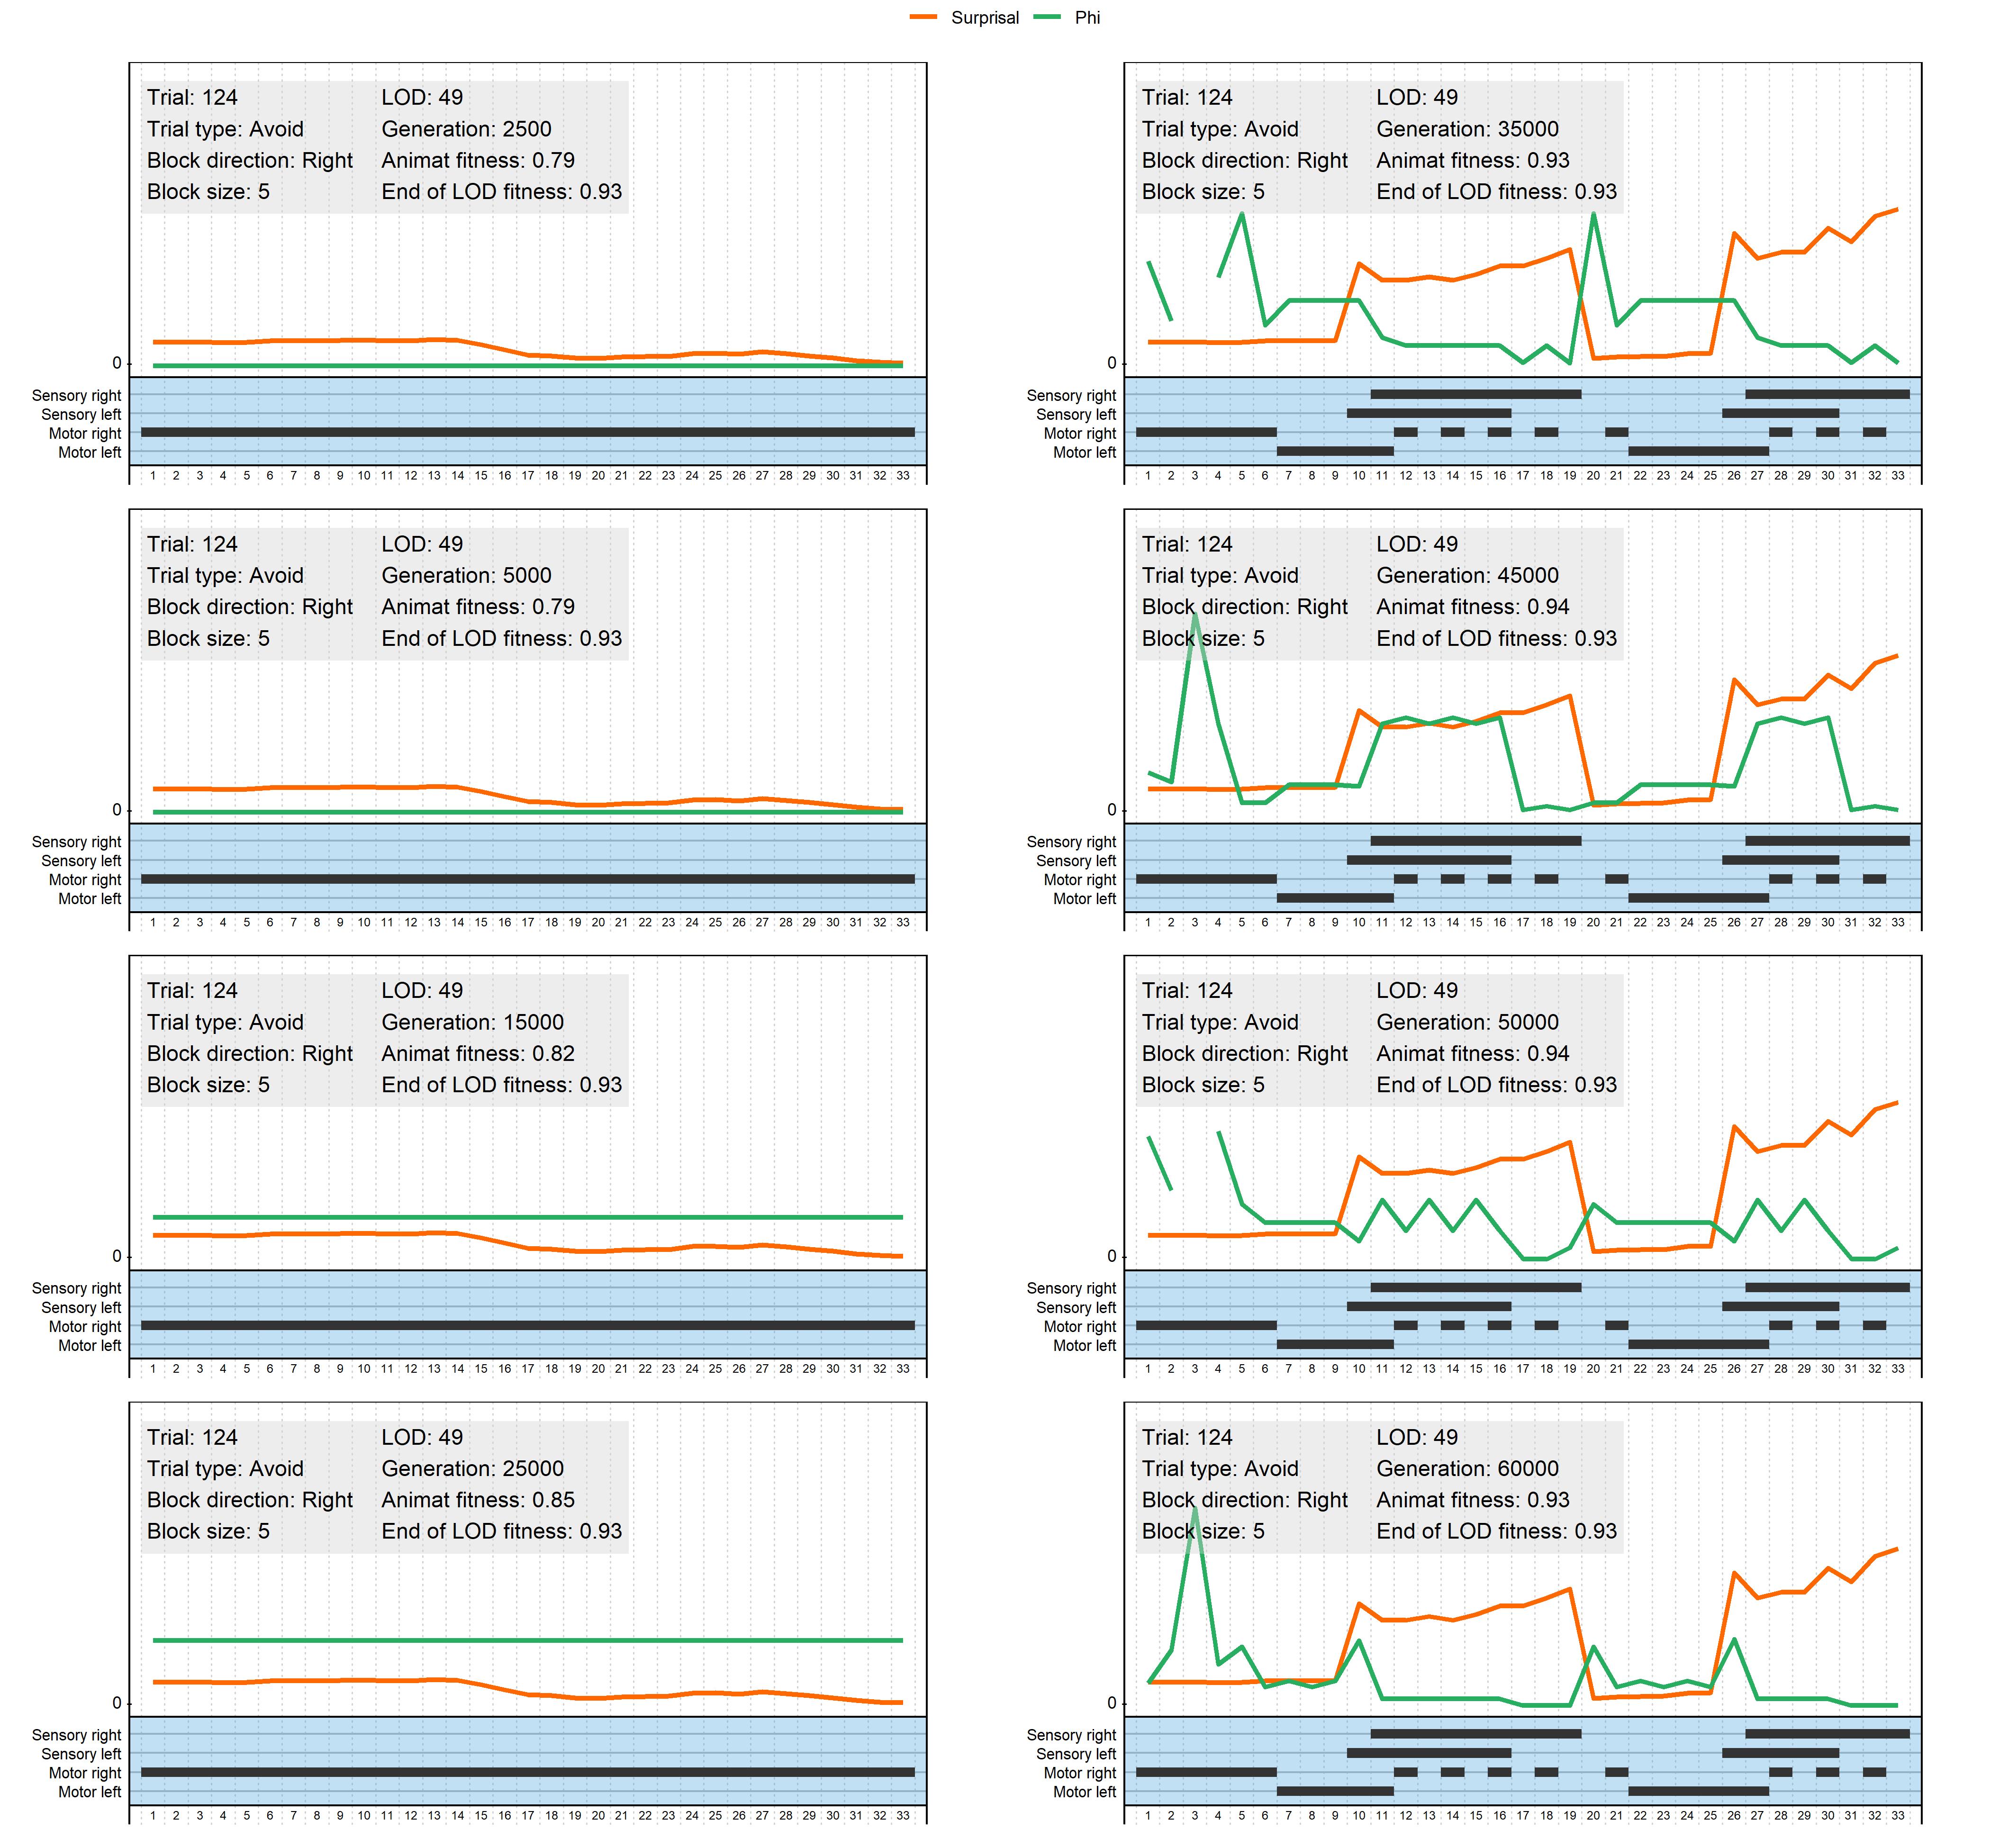 Surprisal Phi
Trial: 124 LOD: 49
Trial type: Avoid Generation: 2500
Block direction: Right Animat fitness: 0.79
Block size: 5 End of LOD fitness: 0.93
0
Sensory right
Sensory left
Motor right
Motor left
1 2 3 4 5 6 7 8 9 10 11 12 13 14 15 16 17 18 19 20 21 22 23 24 25 26 27 28 29 30 31 32 33
Trial: 124 LOD: 49
Trial type: Avoid Generation: 35000
Block direction: Right Animat fitness: 0.93
Block size: 5 End of LOD fitness: 0.93
0
Sensory right
Sensory left
Motor right
Motor left
1 2 3 4 5 6 7 8 9 10 11 12 13 14 15 16 17 18 19 20 21 22 23 24 25 26 27 28 29 30 31 32 33
Trial: 124 LOD: 49
Trial type: Avoid Generation: 5000
Block direction: Right Animat fitness: 0.79
Block size: 5 End of LOD fitness: 0.93
0
Sensory right
Sensory left
Motor right
Motor left
1 2 3 4 5 6 7 8 9 10 11 12 13 14 15 16 17 18 19 20 21 22 23 24 25 26 27 28 29 30 31 32 33
Trial: 124 LOD: 49
Trial type: Avoid Generation: 45000
Block direction: Right Animat fitness: 0.94
Block size: 5 End of LOD fitness: 0.93
0
Sensory right
Sensory left
Motor right
Motor left
1 2 3 4 5 6 7 8 9 10 11 12 13 14 15 16 17 18 19 20 21 22 23 24 25 26 27 28 29 30 31 32 33
Trial: 124 LOD: 49
Trial type: Avoid Generation: 15000
Block direction: Right Animat fitness: 0.82
Block size: 5 End of LOD fitness: 0.93
0
Sensory right
Sensory left
Motor right
Motor left
1 2 3 4 5 6 7 8 9 10 11 12 13 14 15 16 17 18 19 20 21 22 23 24 25 26 27 28 29 30 31 32 33
Trial: 124 LOD: 49
Trial type: Avoid Generation: 50000
Block direction: Right Animat fitness: 0.94
Block size: 5 End of LOD fitness: 0.93
0
Sensory right
Sensory left
Motor right
Motor left
1 2 3 4 5 6 7 8 9 10 11 12 13 14 15 16 17 18 19 20 21 22 23 24 25 26 27 28 29 30 31 32 33
Trial: 124 LOD: 49
Trial type: Avoid Generation: 25000
Block direction: Right Animat fitness: 0.85
Block size: 5 End of LOD fitness: 0.93
0
Sensory right
Sensory left
Motor right
Motor left
1 2 3 4 5 6 7 8 9 10 11 12 13 14 15 16 17 18 19 20 21 22 23 24 25 26 27 28 29 30 31 32 33
Trial: 124 LOD: 49
Trial type: Avoid Generation: 60000
Block direction: Right Animat fitness: 0.93
Block size: 5 End of LOD fitness: 0.93
0
Sensory right
Sensory left
Motor right
Motor left
1 2 3 4 5 6 7 8 9 10 11 12 13 14 15 16 17 18 19 20 21 22 23 24 25 26 27 28 29 30 31 32 33